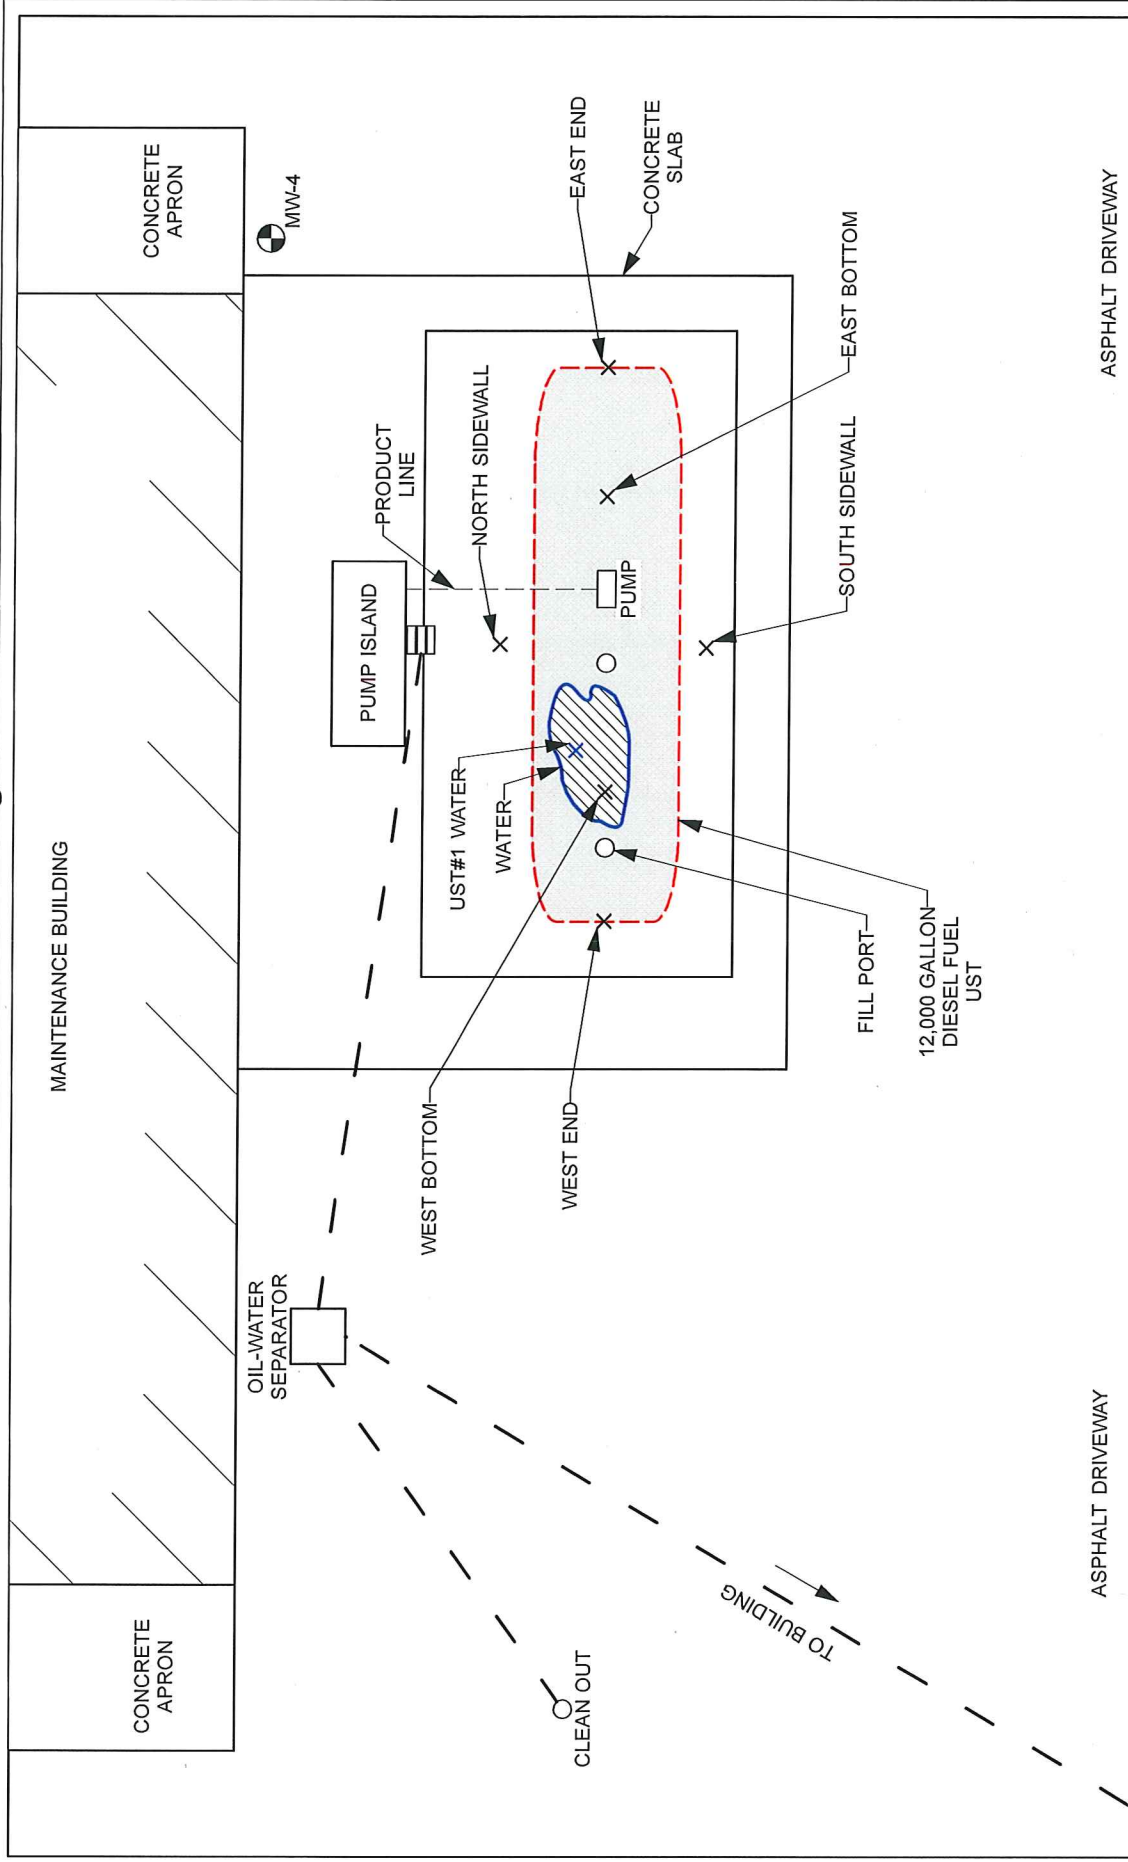 MAINTENANCE BUILDING
CONCRETE
APRON
CONCRETE
APRON
MW-4
OIL-WATER
SEPARATOR
PUMP ISLAND
PRODUCT
LINE
NORTH SIDEWALL
EAST END
CONCRETE
SLAB
UST#1 WATER
WATER
WEST BOTTOM
WEST END
PUMP
EAST BOTTOM
SOUTH SIDEWALL
FILL PORT
12,000 GALLON
DIESEL FUEL
UST
CLEAN OUT
TO BUILDING
ASPHALT DRIVEWAY
ASPHALT DRIVEWAY